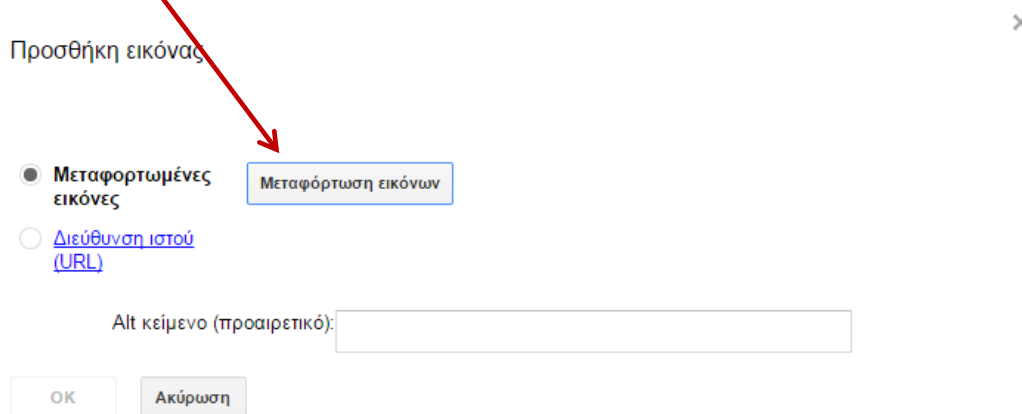 Προσθήκη εικόνας
Μεταφορτωμένες
εικόνες
Μεταφόρτωση εικόνων
Διεύθυνση ιστού
(URL)
Alt κείμενο (προαιρετικό):
OK
Ακύρωση